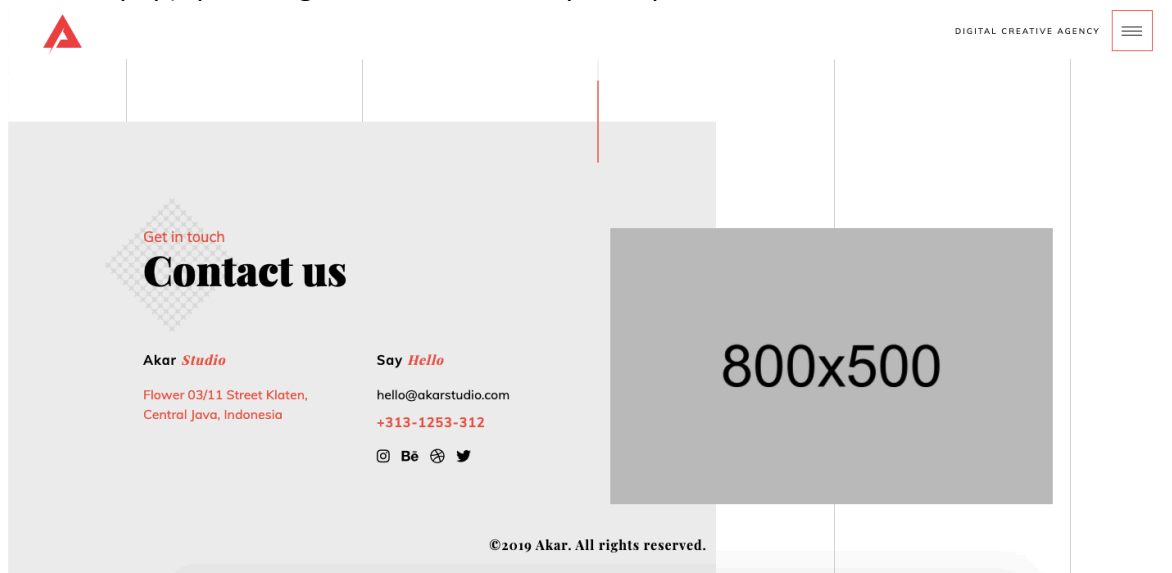 DIGITAL CREATIVE AGENCY
Get in touch
Contact us
Akar Studio
Flower 03/11 Street Klaten,
Central Java, Indonesia
Say Hello
hello@akarstudio.com
+313-1253-312
Bē
800x500
©2019 Akar. All rights reserved.